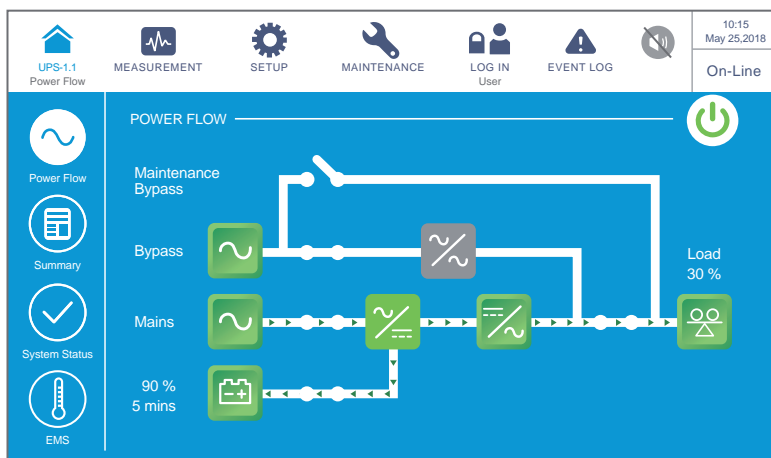 UPS-1.1
Power Flow
MEASUREMENT
SETUP
MAINTENANCE
LOG IN
User
EVENT LOG
10:15
May 25,2018
On-Line
Power Flow
Summary
System Status
EMS
POWER FLOW
Maintenance
Bypass
Bypass
Mains
90 %
5 mins
Load
30 %